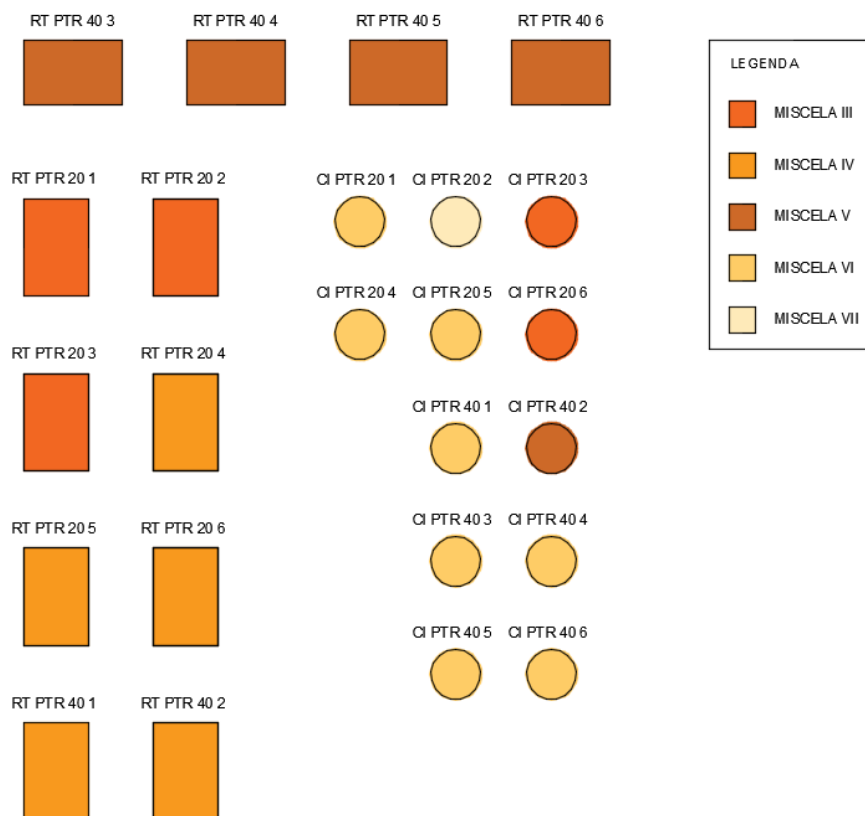 RT PTR 40 3
RT PTR 40 4
RT PTR 40 5
RT PTR 40 6
LEGENDA
MISCELA III
MISCELA IV
MISCELA V
MISCELA VI
MISCELA VII
RT PTR 20 1
RT PTR 20 2
CI PTR 20 1
CI PTR 20 2
CI PTR 20 3
CI PTR 20 4
CI PTR 20 5
CI PTR 20 6
RT PTR 20 3
RT PTR 20 4
CI PTR 40 1
CI PTR 40 2
RT PTR 20 5
RT PTR 20 6
CI PTR 40 3
CI PTR 40 4
CI PTR 40 5
CI PTR 40 6
RT PTR 40 1
RT PTR 40 2